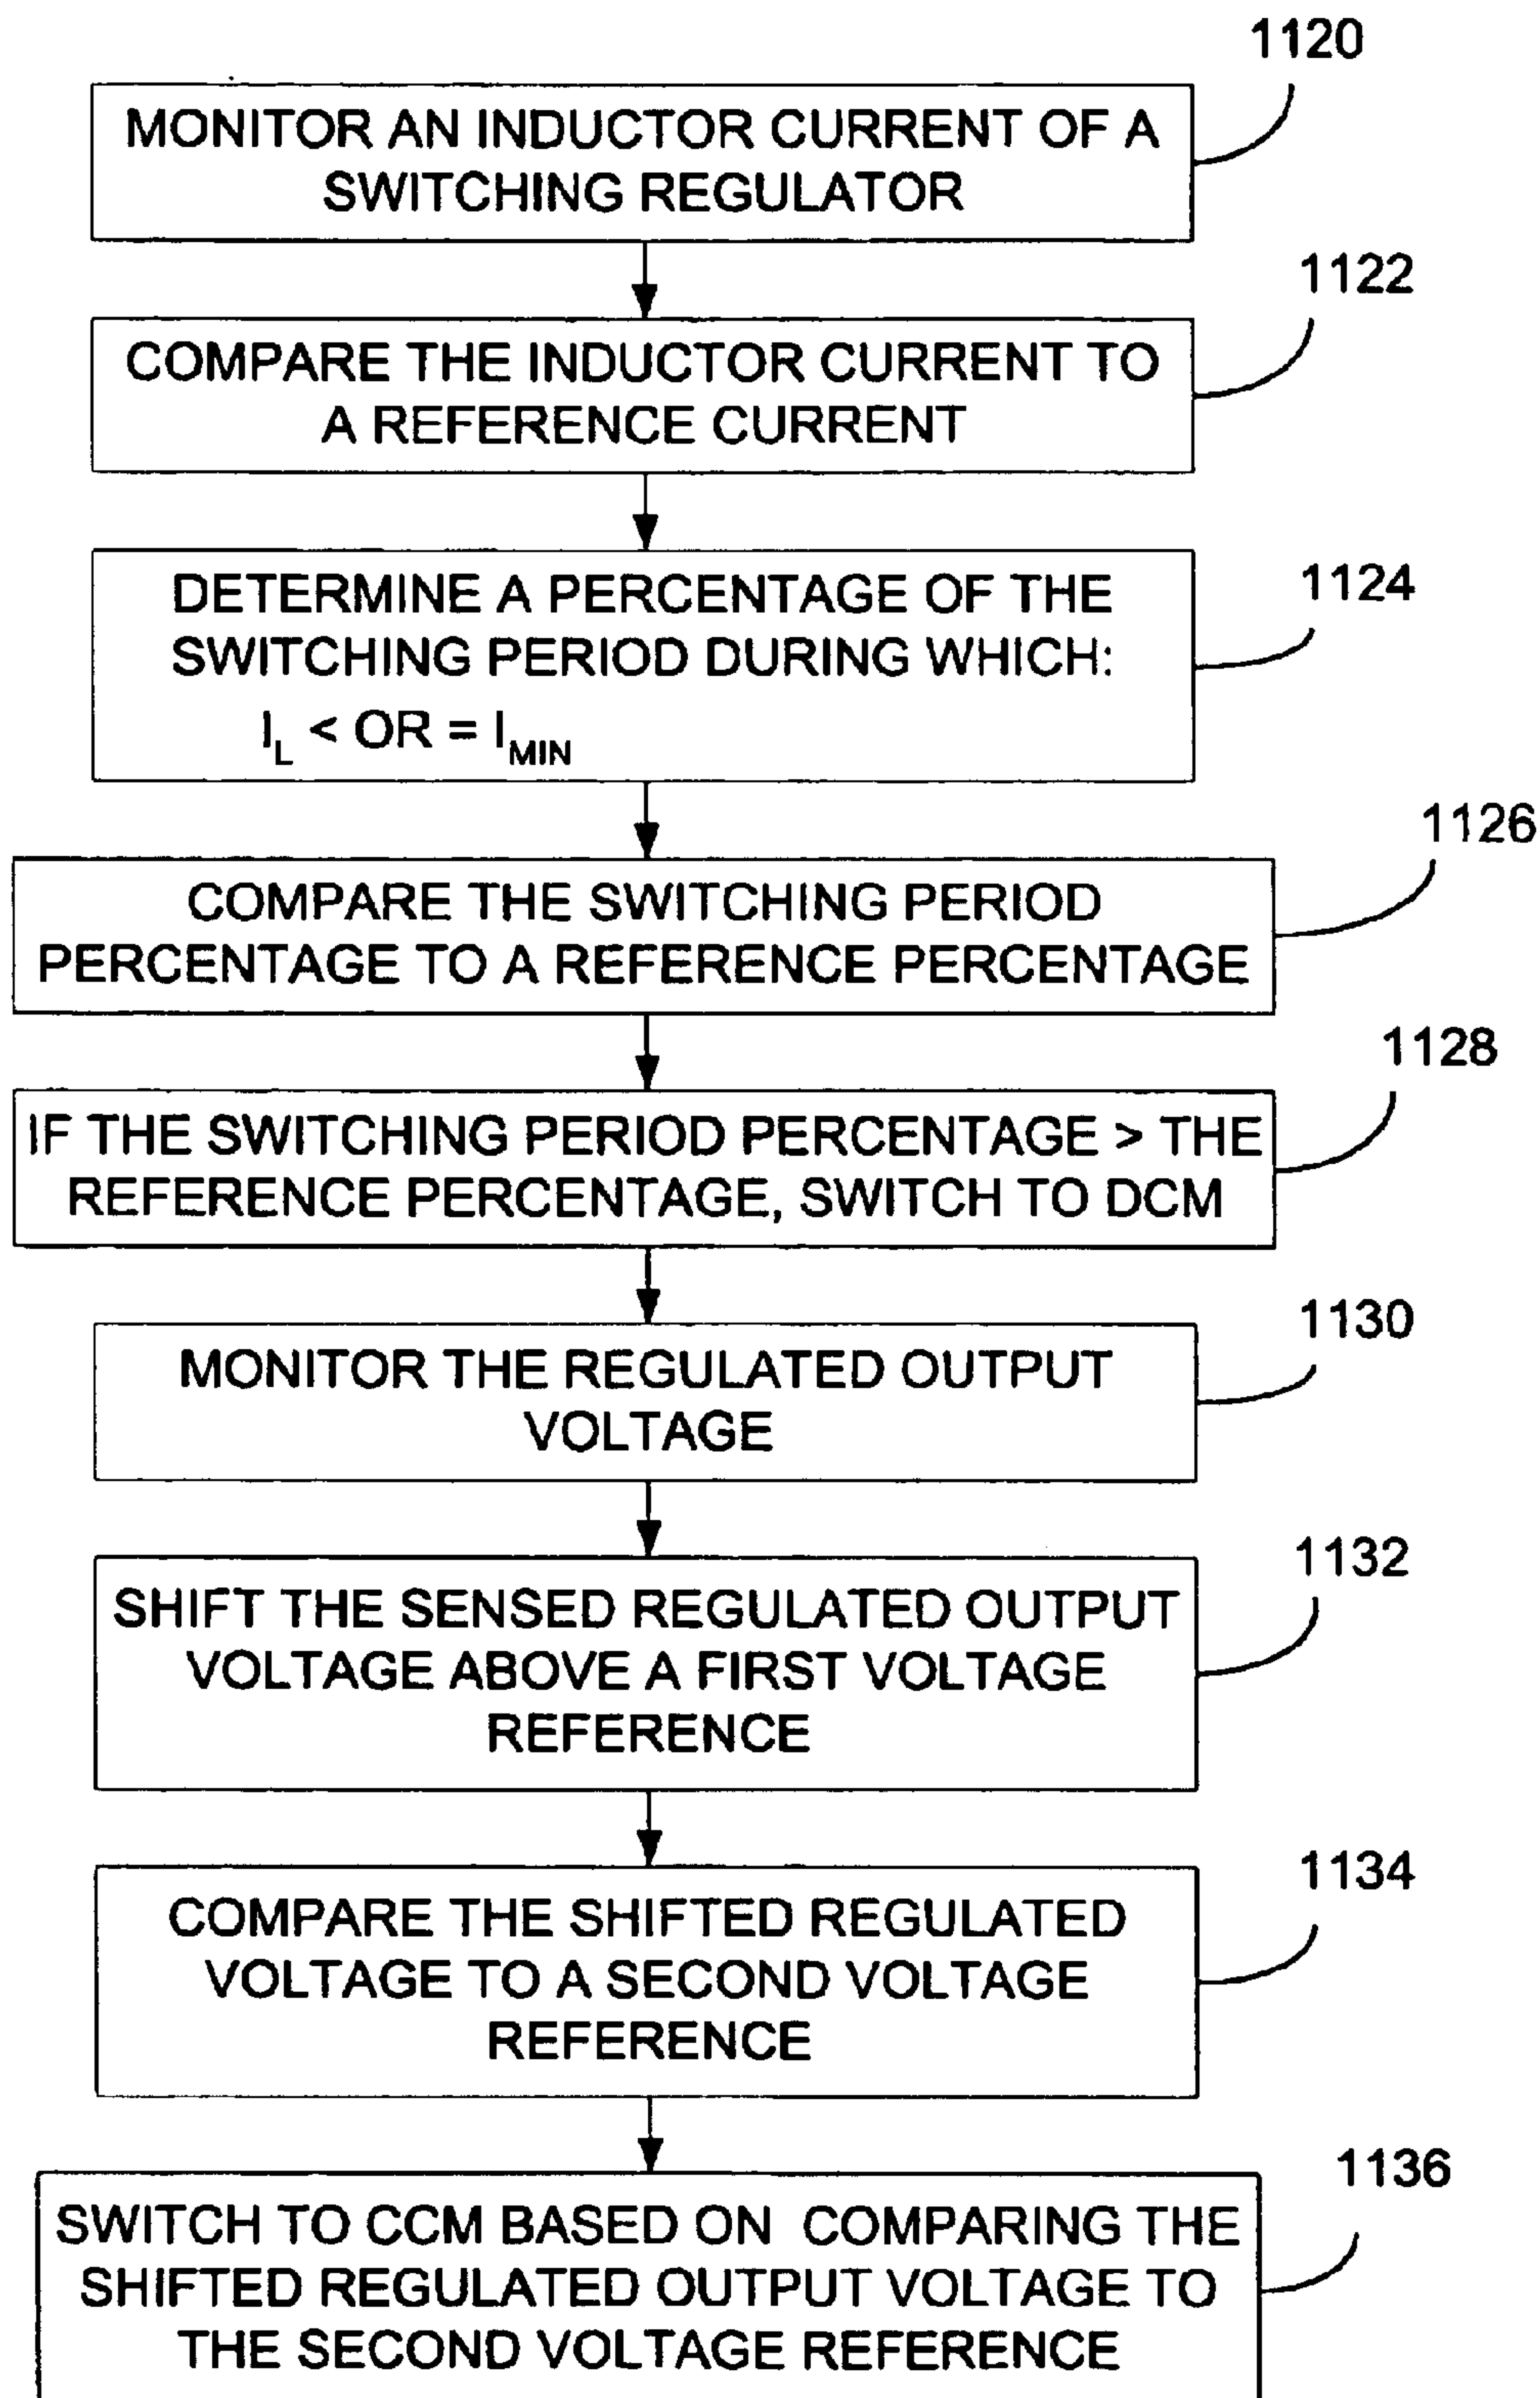 1120
MONITOR AN INDUCTOR CURRENT OF A
SWITCHING REGULATOR
1122
COMPARE THE INDUCTOR CURRENT TO
A REFERENCE CURRENT
1124
DETERMINE A PERCENTAGE OF THE
SWITCHING PERIOD DURING WHICH:
I_L < OR = I_MIN
1126
COMPARE THE SWITCHING PERIOD
PERCENTAGE TO A REFERENCE PERCENTAGE
1128
IF THE SWITCHING PERIOD PERCENTAGE > THE
REFERENCE PERCENTAGE, SWITCH TO DCM
1130
MONITOR THE REGULATED OUTPUT
VOLTAGE
1132
SHIFT THE SENSED REGULATED OUTPUT
VOLTAGE ABOVE A FIRST VOLTAGE
REFERENCE
1134
COMPARE THE SHIFTED REGULATED
VOLTAGE TO A SECOND VOLTAGE
REFERENCE
1136
SWITCH TO CCM BASED ON COMPARING THE
SHIFTED REGULATED OUTPUT VOLTAGE TO
THE SECOND VOLTAGE REFERENCE